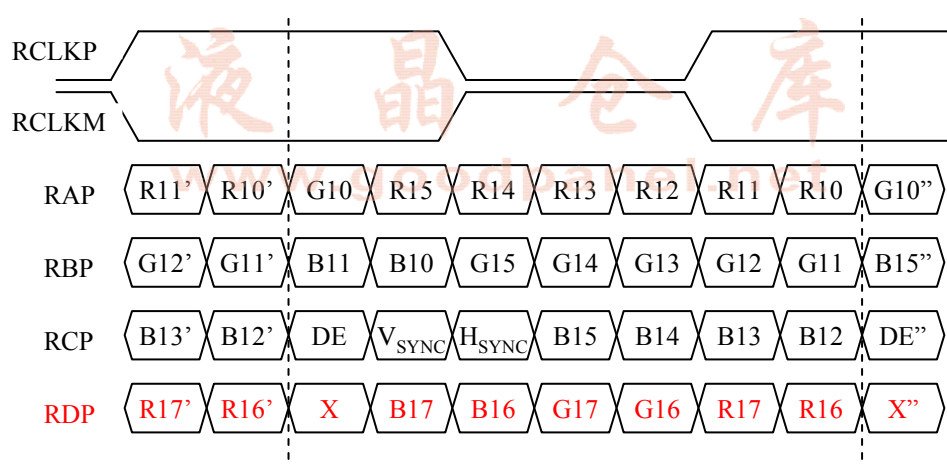 液晶仓库
www.goodpanel.net
RCLKP
RCLKM
RAP R11’ R10’ G10 R15 R14 R13 R12 R11 R10 G10”
RBP G12’ G11’ B11 B10 G15 G14 G13 G12 G11 B15”
RCP B13’ B12’ DE VSYNC HSYNC B15 B14 B13 B12 DE”
RDP R17’ R16’ X B17 B16 G17 G16 R17 R16 X”